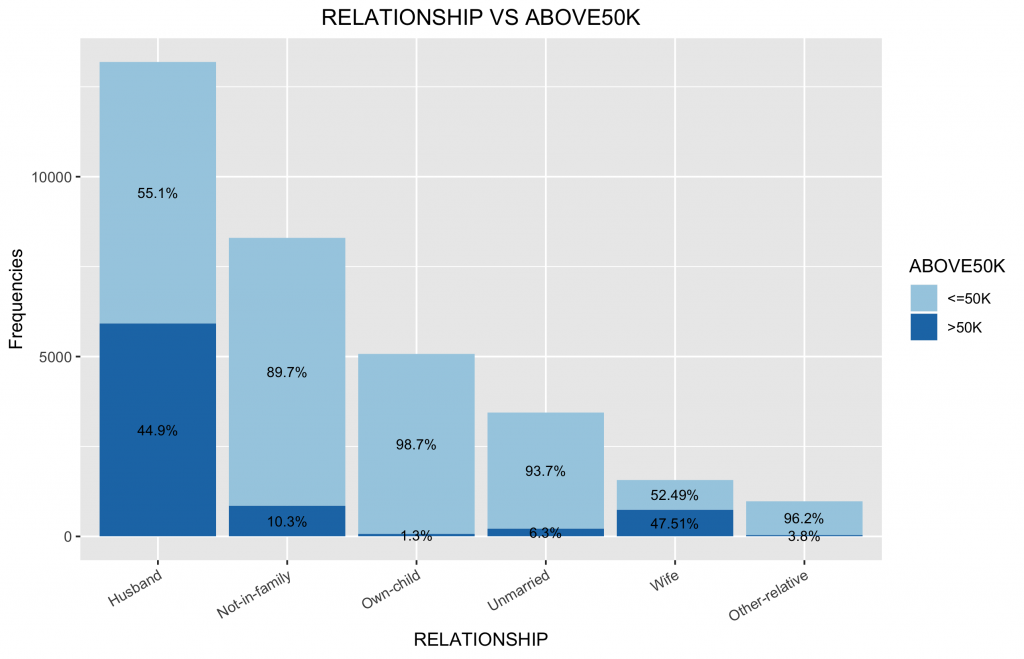 RELATIONSHIP VS ABOVE50K
Frequencies
10000
5000
0
55.1%
44.9%
89.7%
10.3%
98.7%
1.3%
93.7%
6.3%
52.49%
47.51%
96.2%
3.8%
Husband
Not-in-family
Own-child
Unmarried
Wife
Other-relative
RELATIONSHIP
ABOVE50K
<=50K
>50K